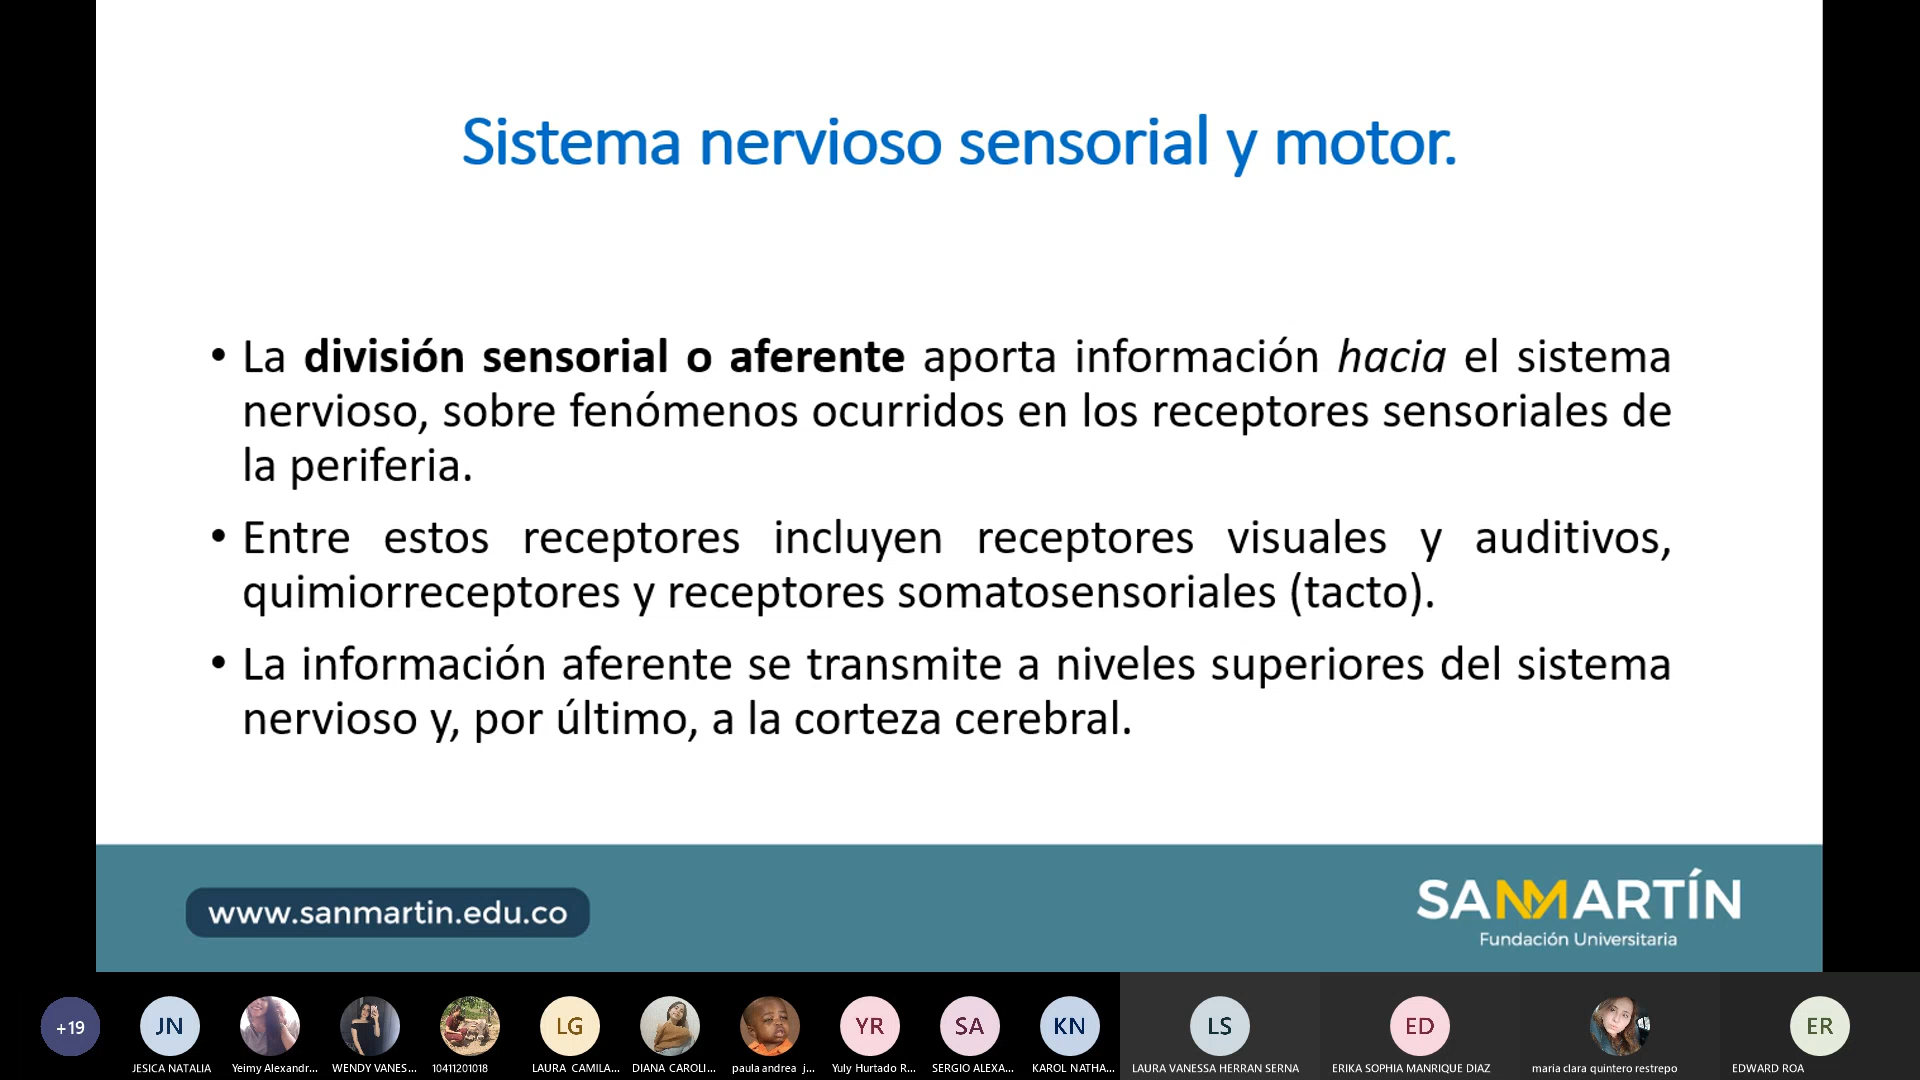 Sistema nervioso sensorial y motor.
• La división sensorial o aferente aporta información hacia el sistema
nervioso, sobre fenómenos ocurridos en los receptores sensoriales de
la periferia.
• Entre estos receptores incluyen receptores visuales y auditivos,
quimiorreceptores y receptores somatosensoriales (tacto).
• La información aferente se transmite a niveles superiores del sistema
nervioso y, por último, a la corteza cerebral.
www.sanmartin.edu.co
SANMARTÍN
Fundación Universitaria
+19
JN
LG
YR
SA
KN
LS
ED
ER
JESICA NATALIA
Yeimy Alexandr...
WENDY VANES...
10411201018
LAURA CAMILA...
DIANA CAROLI...
paula andrea j...
Yuly Hurtado R...
SERGIO ALEXA...
KAROL NATHA...
LAURA VANESSA HERRAN SERNA
ERIKA SOPHIA MANRIQUE DIAZ
maria clara quintero restrepo
EDWARD ROA